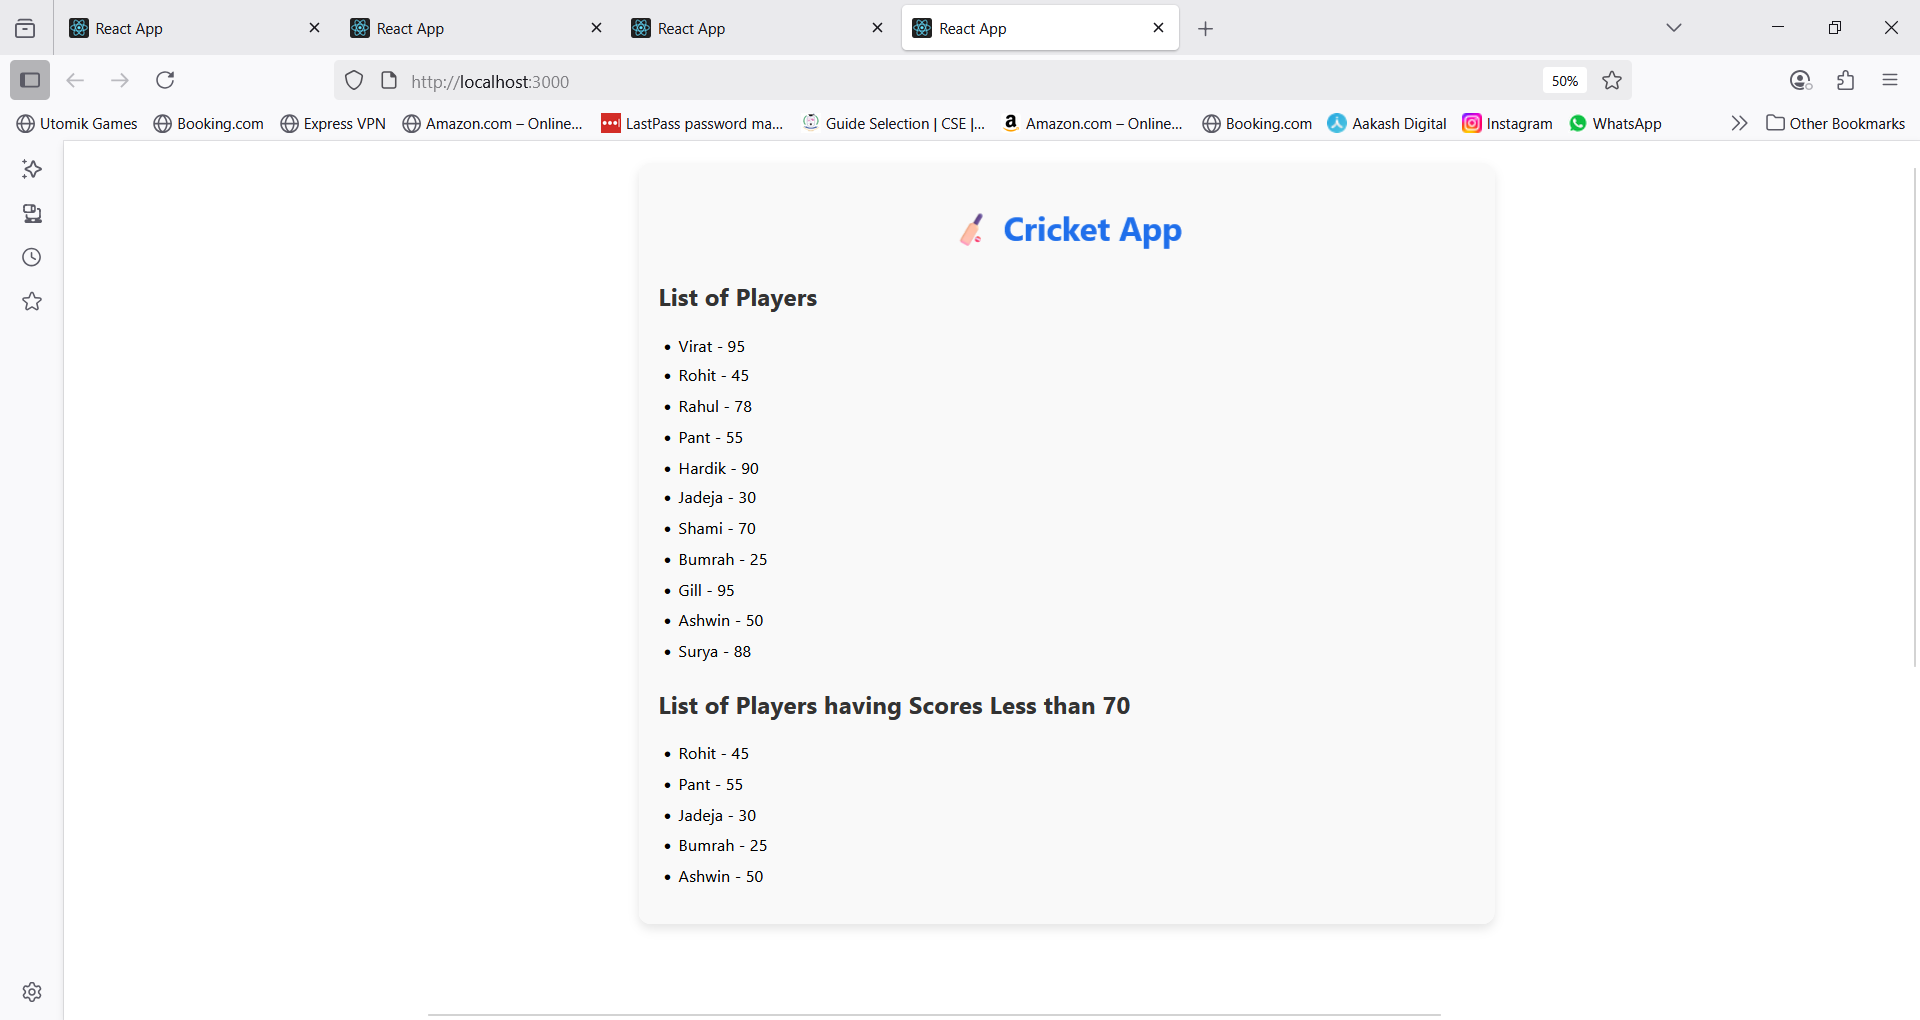 React App
React App
React App
React App
http://localhost:3000
50%
Utomik Games
Booking.com
Express VPN
Amazon.com – Online...
LastPass password ma...
Guide Selection | CSE |...
Amazon.com – Online...
Booking.com
Aakash Digital
Instagram
WhatsApp
Other Bookmarks
Cricket App
List of Players
• Virat - 95
• Rohit - 45
• Rahul - 78
• Pant - 55
• Hardik - 90
• Jadeja - 30
• Shami - 70
• Bumrah - 25
• Gill - 95
• Ashwin - 50
• Surya - 88
List of Players having Scores Less than 70
• Rohit - 45
• Pant - 55
• Jadeja - 30
• Bumrah - 25
• Ashwin - 50